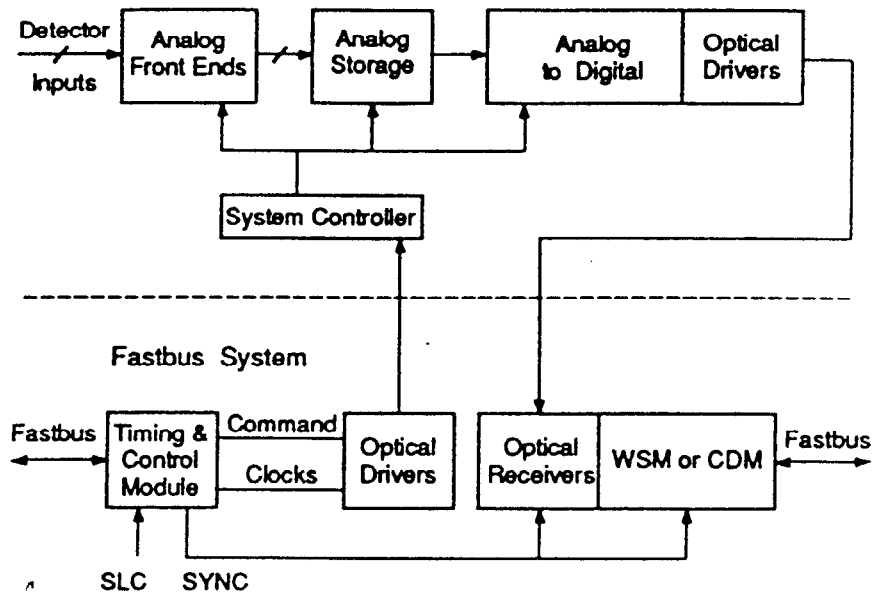 Detector
Inputs
Analog
Front Ends
Analog
Storage
Analog
to Digital
Optical
Drivers
System Controller
Fastbus System
Fastbus
Timing &
Control
Module
Command
Clocks
Optical
Drivers
Optical
Receivers
WSM or CDM
Fastbus
SLC
SYNC